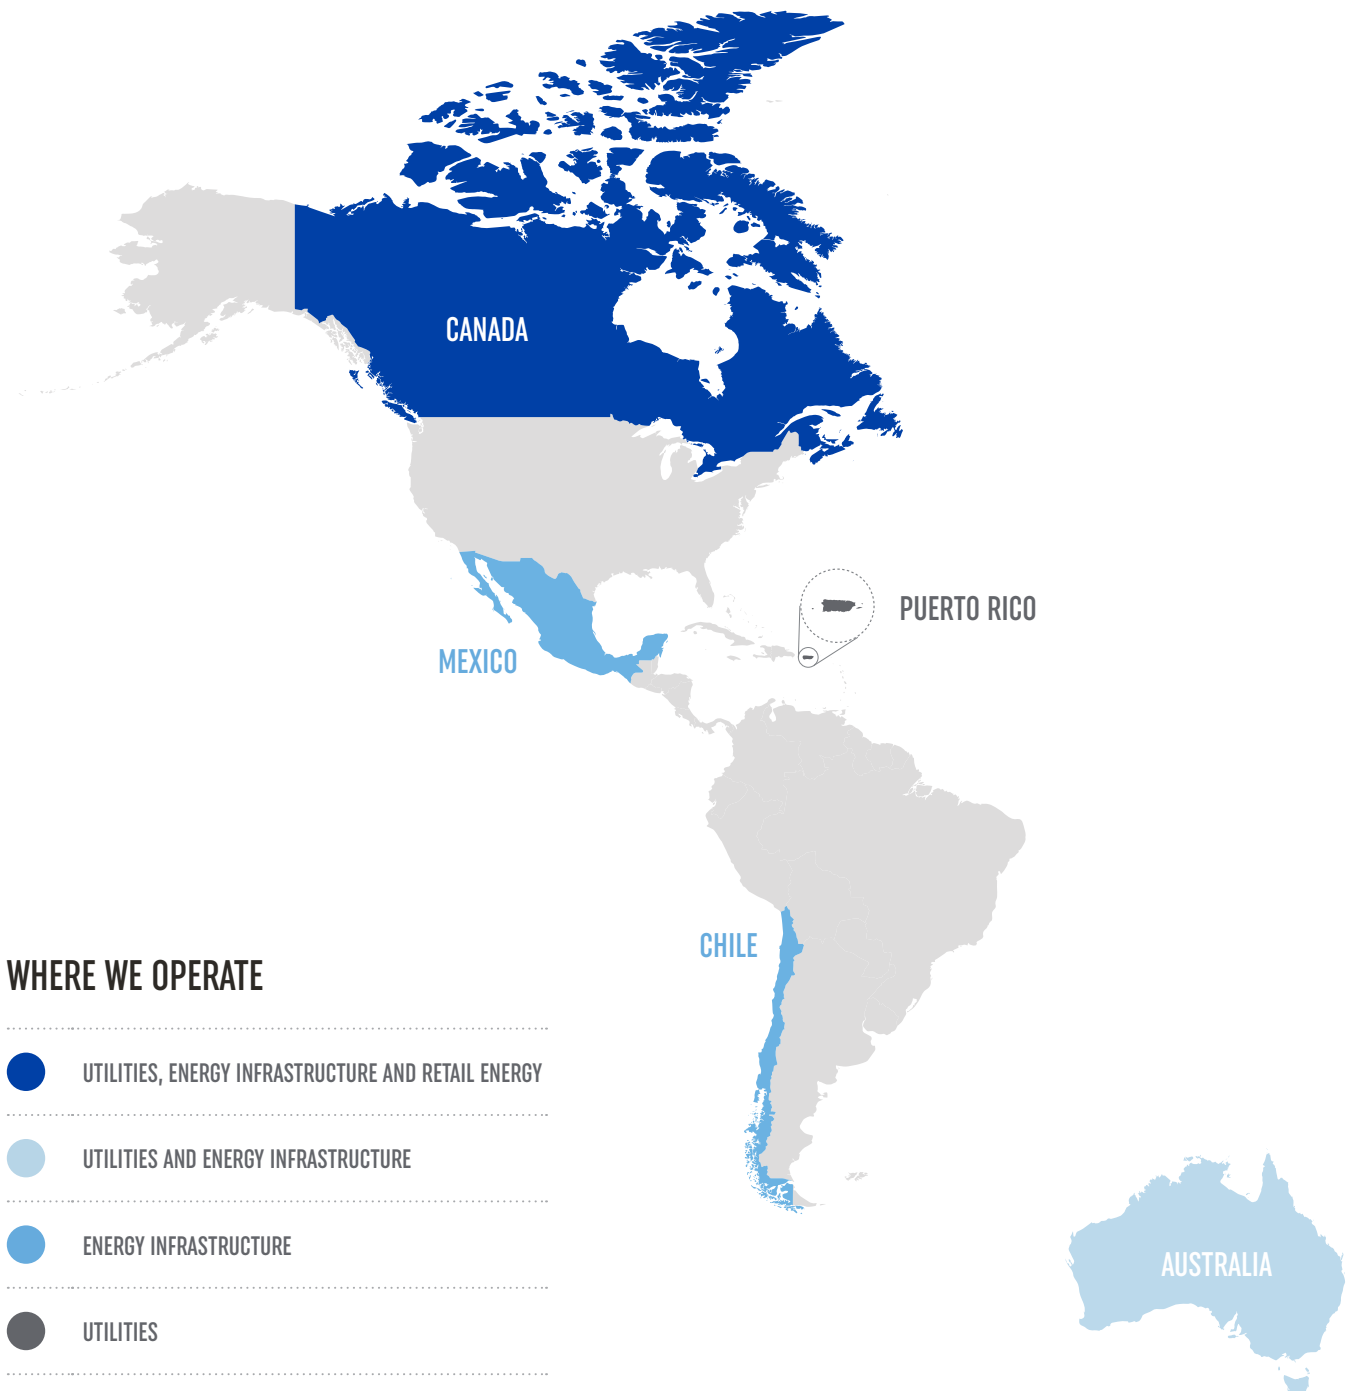 CANADA
PUERTO RICO
MEXICO
CHILE
WHERE WE OPERATE
UTILITIES, ENERGY INFRASTRUCTURE AND RETAIL ENERGY
UTILITIES AND ENERGY INFRASTRUCTURE
ENERGY INFRASTRUCTURE
AUSTRALIA
UTILITIES